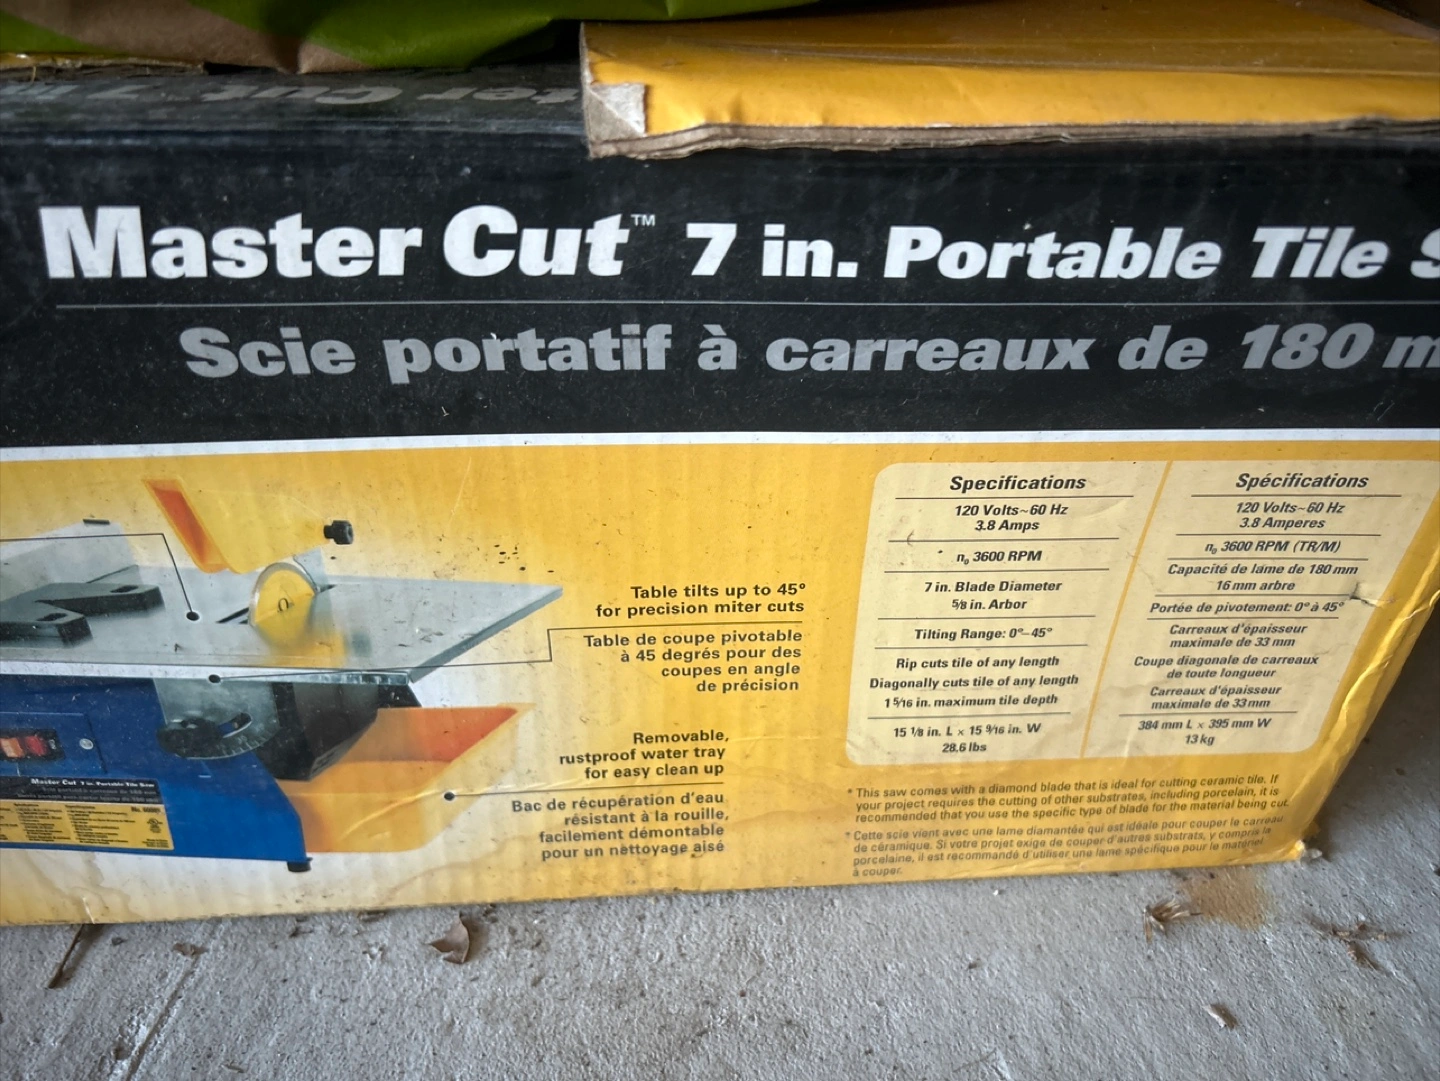 Master Cut™ 7 in. Portable Tile
Scie portatif à carreaux de 180
Table tilts up to 45°
for precision miter cuts
Table de coupe pivotable
à 45 degrés pour des
coupes en angle
de précision
Removable,
rustproof water tray
for easy clean up
Bac de récupération d'eau
résistant à la rouille,
facilement démontable
pour un nettoyage aisé
Master Cut 7 in. Portable Tile Saw
Specifications
120 Volts~60 Hz
3.8 Amps
n₀ 3600 RPM
7 in. Blade Diameter
5/8 in. Arbor
Tilting Range: 0°–45°
Rip cuts tile of any length
Diagonally cuts tile of any length
1 5/16 in. maximum tile depth
15 1/8 in. L x 15 9/16 in. W
28.6 lbs
Spécifications
120 Volts~60 Hz
3.8 Amperes
n₀ 3600 RPM (TR/M)
Capacité de lame de 180 mm
16 mm arbre
Portée de pivotement: 0° à 45°
Carreaux d'épaisseur
maximale de 33 mm
Coupe diagonale de carreaux
de toute longueur
Carreaux d'épaisseur
maximale de 33 mm
384 mm L x 395 mm W
13 kg
* This saw comes with a diamond blade that is ideal for cutting ceramic tile. If
your project requires the cutting of other substrates, including porcelain, it is
recommended that you use the specific type of blade for the material being cut.
* Cette scie vient avec une lame diamantée qui est idéale pour couper le carreau
de céramique. Si votre projet exige de couper d'autres substrats, y compris la
porcelaine, il est recommandé d'utiliser une lame spécifique pour le matériel
à couper.